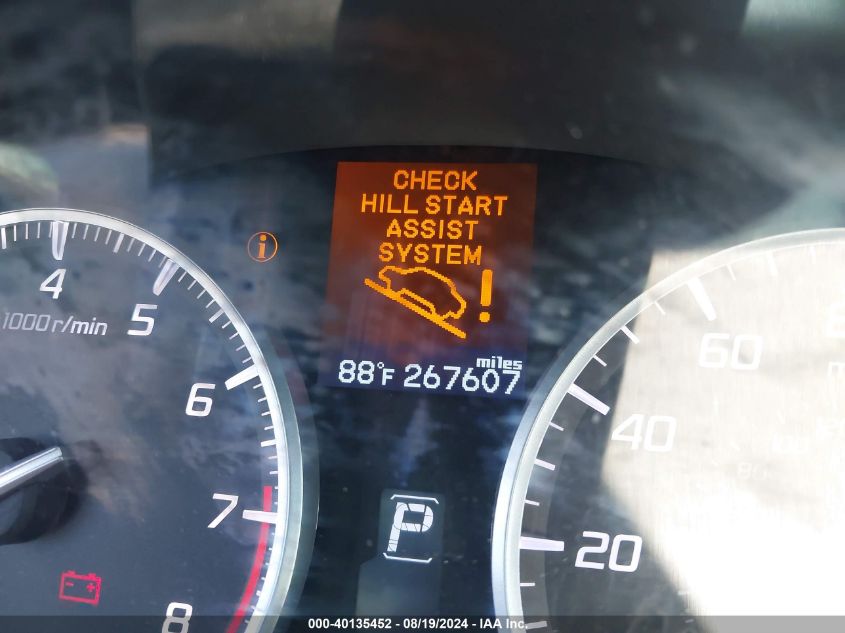 CHECK
HILL START
ASSIST
SYSTEM
!
i
miles
88°F 267607
4
5
6
7
8
1000 r/min
P
20
40
60
000-40135452 - 08/19/2024 - IAA Inc.